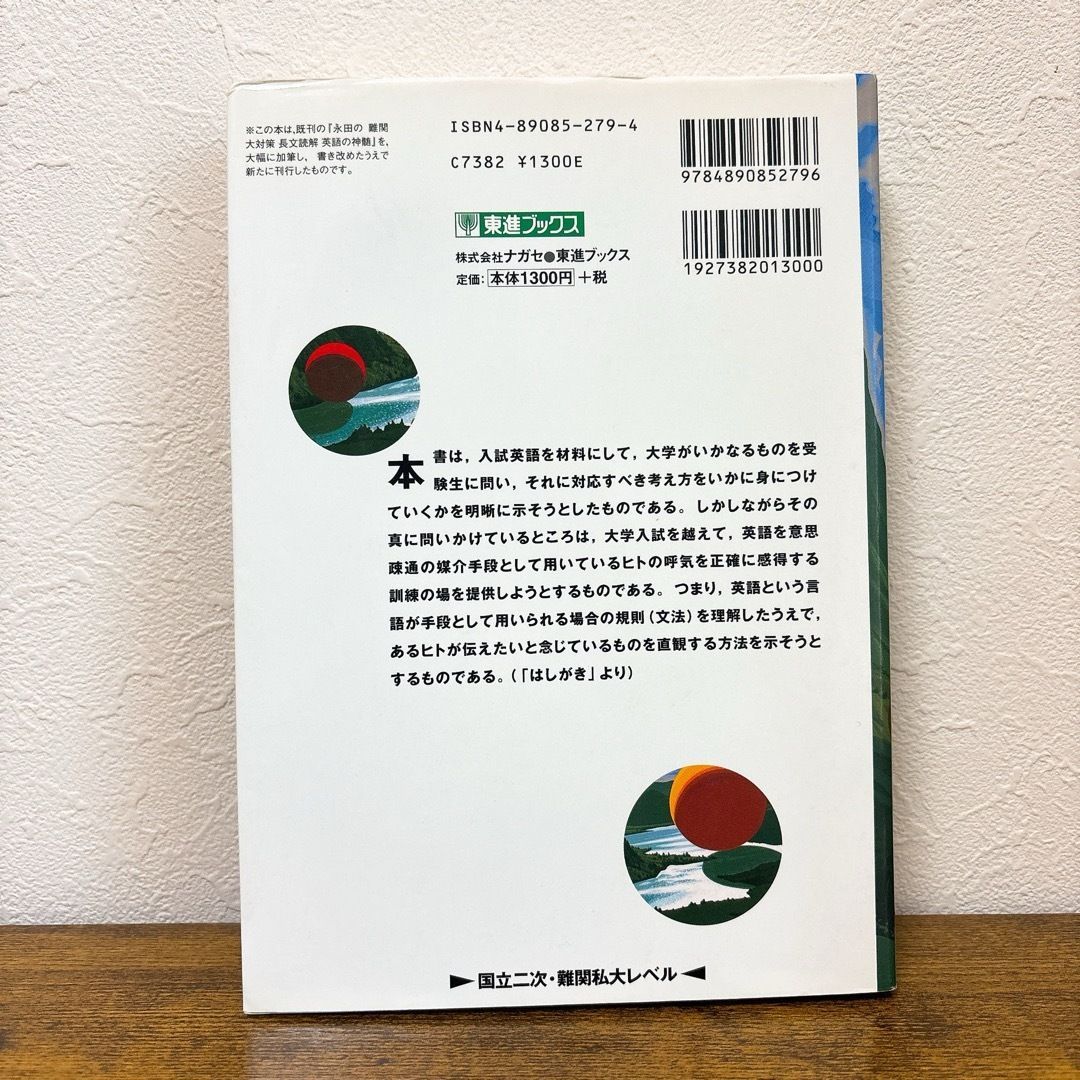 ※この本は、既刊の『永田の 難関
大対策 長文読解 英語の神髄』を、
大幅に加筆し、 書き改めたうえで
新たに刊行したものです。
ISBN4-89085-279-4
C7382 ¥1300E
9784890852796
1927382013000
東進ブックス
株式会社ナガセ●東進ブックス
定価：本体1300円＋税
本書は，入試英語を材料にして，大学がいかなるものを受
験生に問い，それに対応すべき考え方をいかに身につけ
ていくかを明晰に示そうとしたものである。しかしながらその
真に問いかけているところは，大学入試を越えて，英語を意思
疎通の媒介手段として用いているヒトの呼気を正確に感得する
訓練の場を提供しようとするものである。つまり，英語という言
語が手段として用いられる場合の規則（文法）を理解したうえで，
あるヒトが伝えたいと念じているものを直観する方法を示そうと
するものである。（「はしがき」より）
国立二次・難関私大レベル